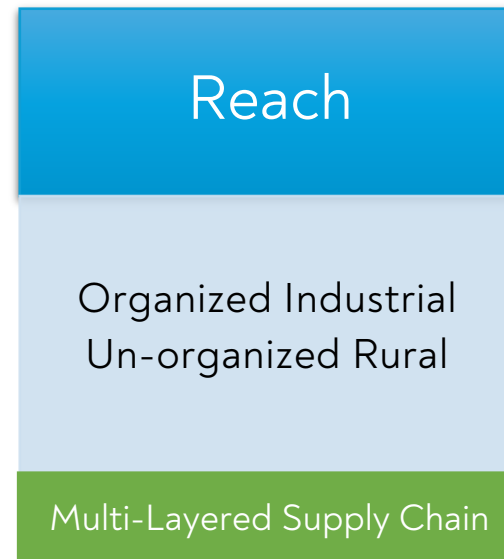 Reach
Organized Industrial
Un-organized Rural
Multi-Layered Supply Chain